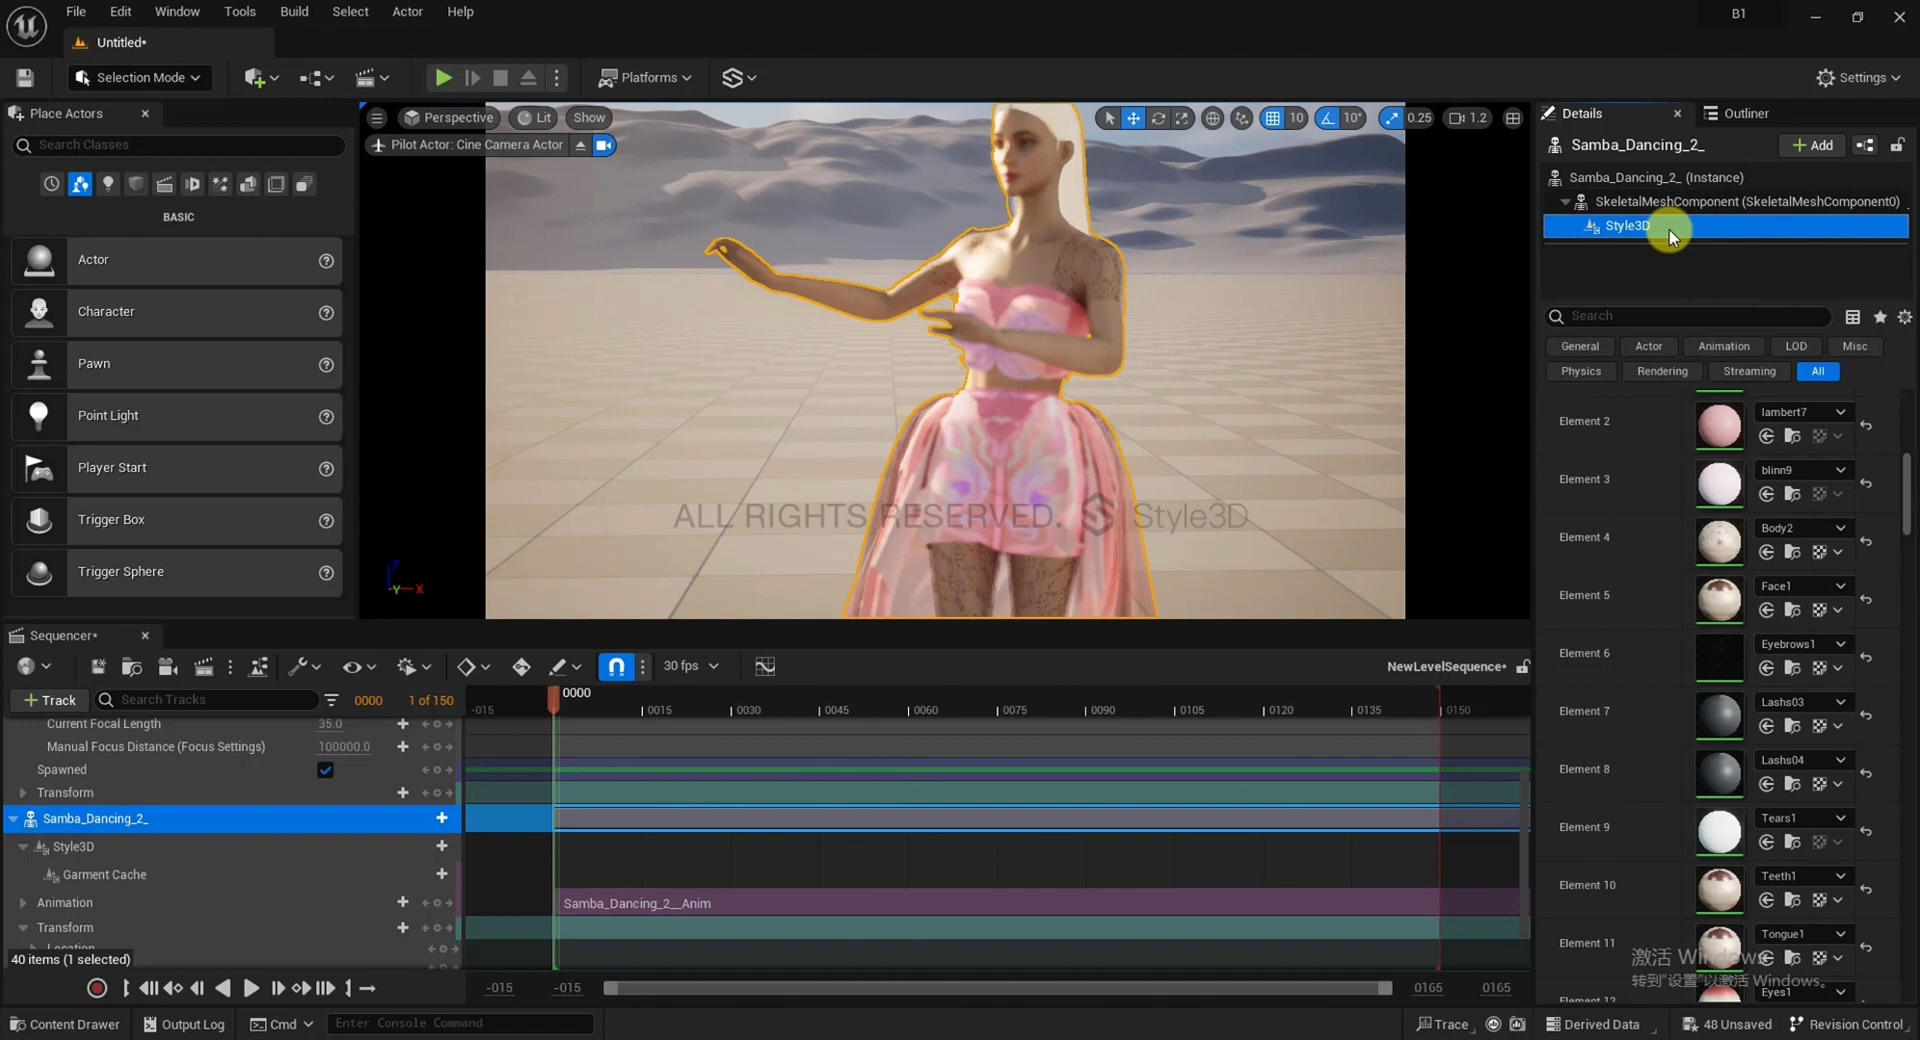 File Edit Window Tools Build Select Actor Help
B1
Untitled•
Selection Mode
Platforms
Settings
Place Actors
Search Classes
BASIC
Actor
Character
Pawn
Point Light
Player Start
Trigger Box
Trigger Sphere
Perspective Lit Show
10 10° 0.25 1.2
Pilot Actor: Cine Camera Actor
ALL RIGHTS RESERVED. Style3D
Z
Y X
Details Outliner
Samba_Dancing_2_
Add
Samba_Dancing_2_ (Instance)
SkeletalMeshComponent (SkeletalMeshComponent0)
Style3D
Search
General Actor Animation LOD Misc
Physics Rendering Streaming All
Element 2 lambert7
Element 3 blinn9
Element 4 Body2
Element 5 Face1
Element 6 Eyebrows1
Element 7 Lashs03
Element 8 Lashs04
Element 9 Tears1
Element 10 Teeth1
Element 11 Tongue1
Element 12 Eyes1
激活 Windows
转到"设置"以激活 Windows。
Sequencer•
30 fps
NewLevelSequence•
Track
Search Tracks
0000 1 of 150
0000
-015 0015 0030 0045 0060 0075 0090 0105 0120 0135 0150
Current Focal Length 35.0
Manual Focus Distance (Focus Settings) 100000.0
Spawned
Transform
Samba_Dancing_2_
Style3D
Garment Cache
Animation
Samba_Dancing_2__Anim
Transform
Location
40 items (1 selected)
-015 -015 0165 0165
Content Drawer
Output Log
Cmd
Enter Console Command
Trace
Derived Data
48 Unsaved
Revision Control